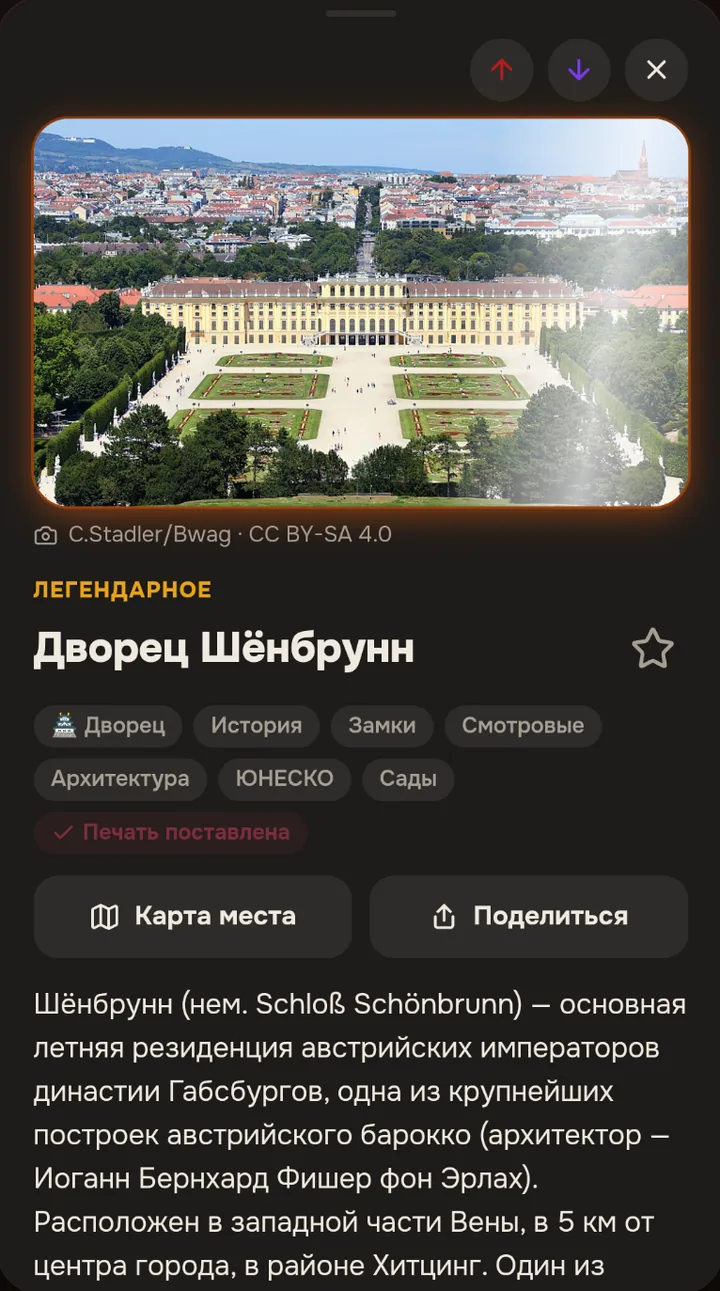 C.Stadler/Bwag · CC BY-SA 4.0
ЛЕГЕНДАРНОЕ
Дворец Шёнбрунн
Дворец История Замки Смотровые
Архитектура ЮНЕСКО Сады
Печать поставлена
Карта места Поделиться
Шёнбрунн (нем. Schloß Schönbrunn) — основная
летняя резиденция австрийских императоров
династии Габсбургов, одна из крупнейших
построек австрийского барокко (архитектор —
Иоганн Бернхард Фишер фон Эрлах).
Расположен в западной части Вены, в 5 км от
центра города, в районе Хитцинг. Один из